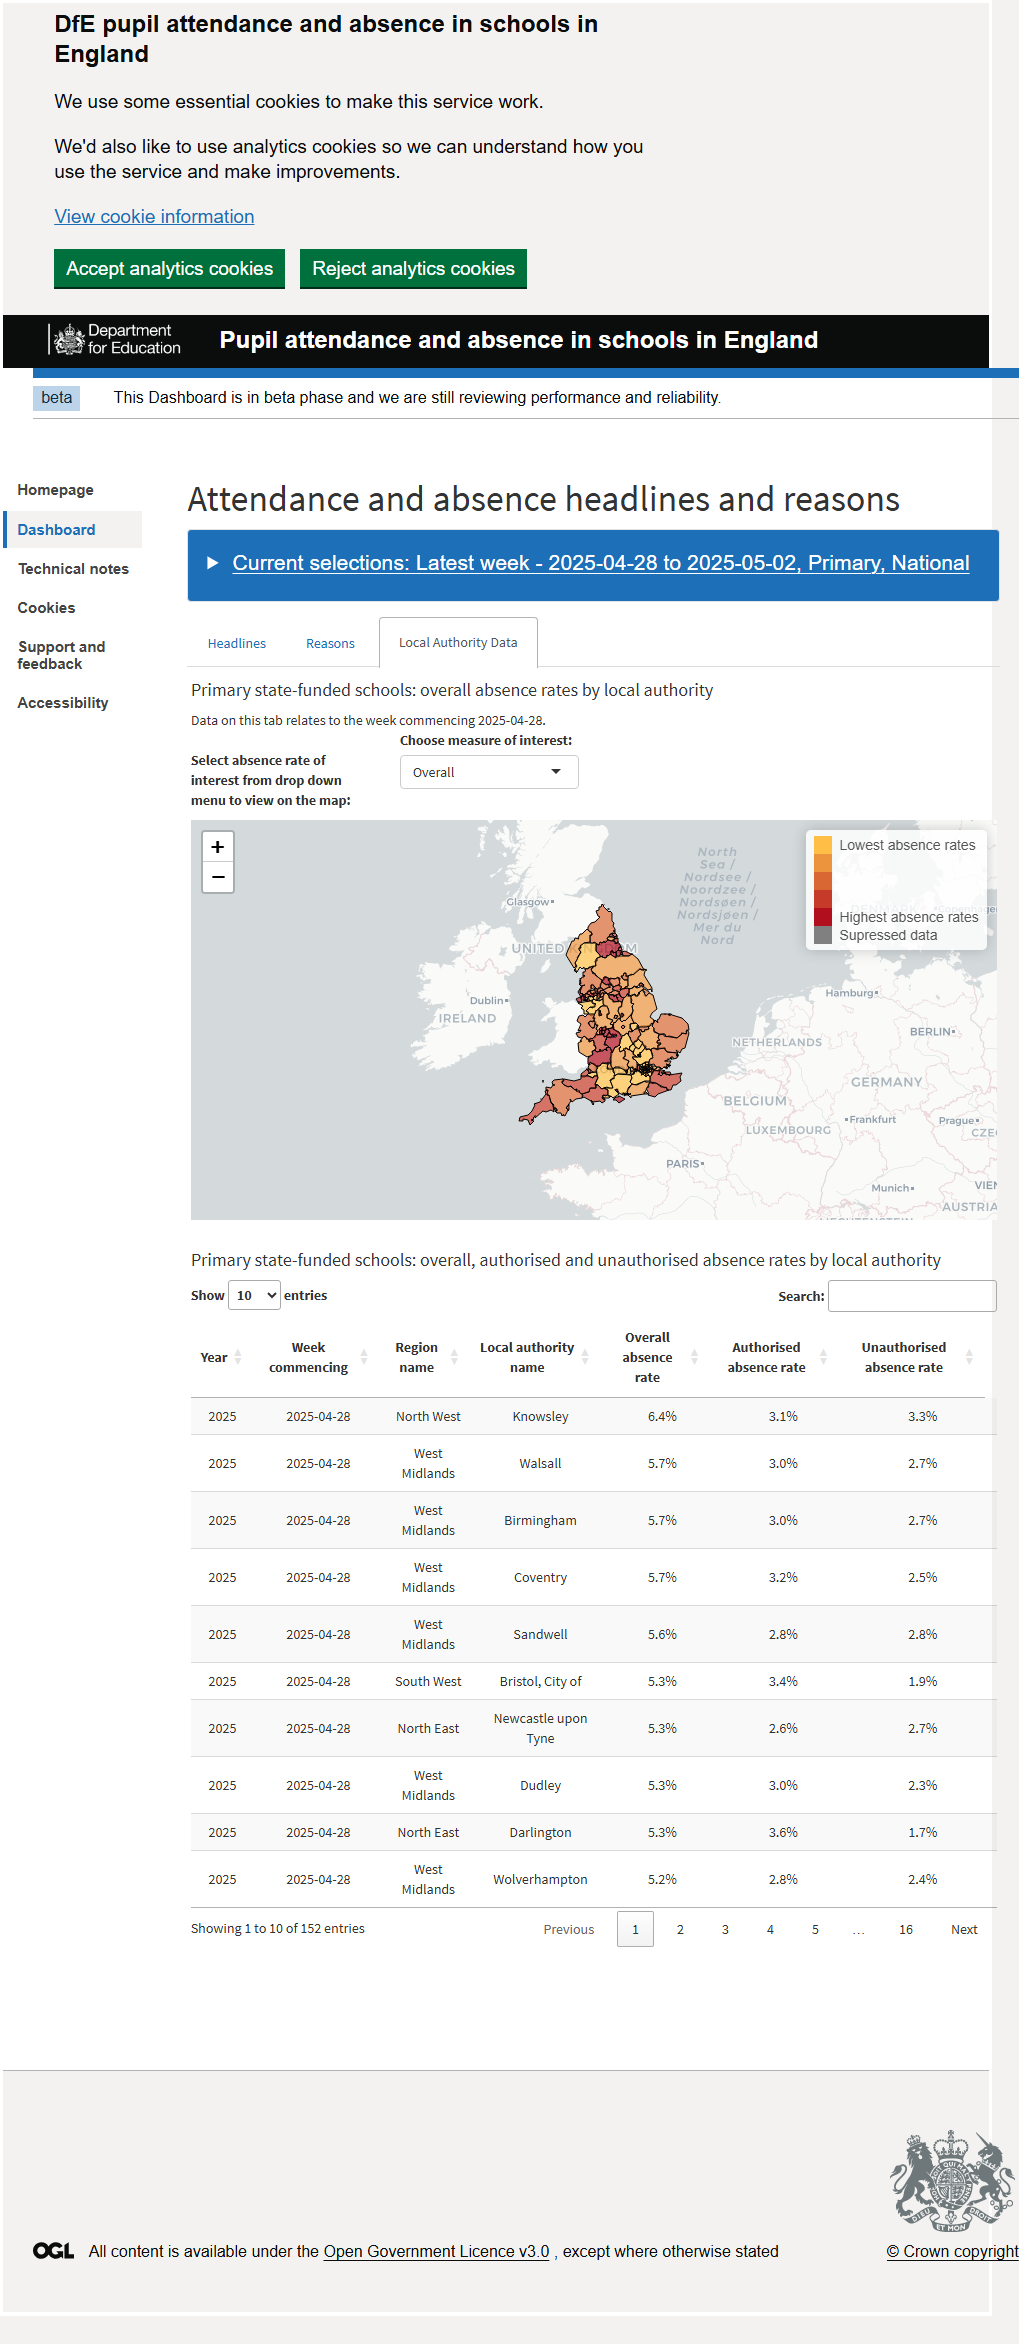 DfE pupil attendance and absence in schools in
England
We use some essential cookies to make this service work.
We'd also like to use analytics cookies so we can understand how you
use the service and make improvements.
View cookie information
Accept analytics cookies Reject analytics cookies
Department
for Education
Pupil attendance and absence in schools in England
beta This Dashboard is in beta phase and we are still reviewing performance and reliability.
Homepage
Dashboard
Technical notes
Cookies
Support and
feedback
Accessibility
Attendance and absence headlines and reasons
Current selections: Latest week - 2025-04-28 to 2025-05-02, Primary, National
Headlines Reasons Local Authority Data
Primary state-funded schools: overall absence rates by local authority
Data on this tab relates to the week commencing 2025-04-28.
Select absence rate of
interest from drop down
menu to view on the map:
Choose measure of interest:
Overall
+
−
North
Sea /
Nordsee /
Noordzee /
Nordsøen /
Nordsjøen /
Mer du
Nord
Lowest absence rates
Highest absence rates
Supressed data
Glasgow
UNITED KINGDOM
Dublin
IRELAND
Hamburg
BERLIN
NETHERLANDS
GERMANY
BELGIUM
Frankfurt
Prague
LUXEMBOURG
CZE
PARIS
Munich
VIE
AUSTRIA
Primary state-funded schools: overall, authorised and unauthorised absence rates by local authority
Show 10 entries Search:
Year Week commencing Region name Local authority name Overall absence rate Authorised absence rate Unauthorised absence rate
2025 2025-04-28 North West Knowsley 6.4% 3.1% 3.3%
2025 2025-04-28 West Midlands Walsall 5.7% 3.0% 2.7%
2025 2025-04-28 West Midlands Birmingham 5.7% 3.0% 2.7%
2025 2025-04-28 West Midlands Coventry 5.7% 3.2% 2.5%
2025 2025-04-28 West Midlands Sandwell 5.6% 2.8% 2.8%
2025 2025-04-28 South West Bristol, City of 5.3% 3.4% 1.9%
2025 2025-04-28 North East Newcastle upon Tyne 5.3% 2.6% 2.7%
2025 2025-04-28 West Midlands Dudley 5.3% 3.0% 2.3%
2025 2025-04-28 North East Darlington 5.3% 3.6% 1.7%
2025 2025-04-28 West Midlands Wolverhampton 5.2% 2.8% 2.4%
Showing 1 to 10 of 152 entries Previous 1 2 3 4 5 … 16 Next
OGL All content is available under the Open Government Licence v3.0 , except where otherwise stated
© Crown copyright